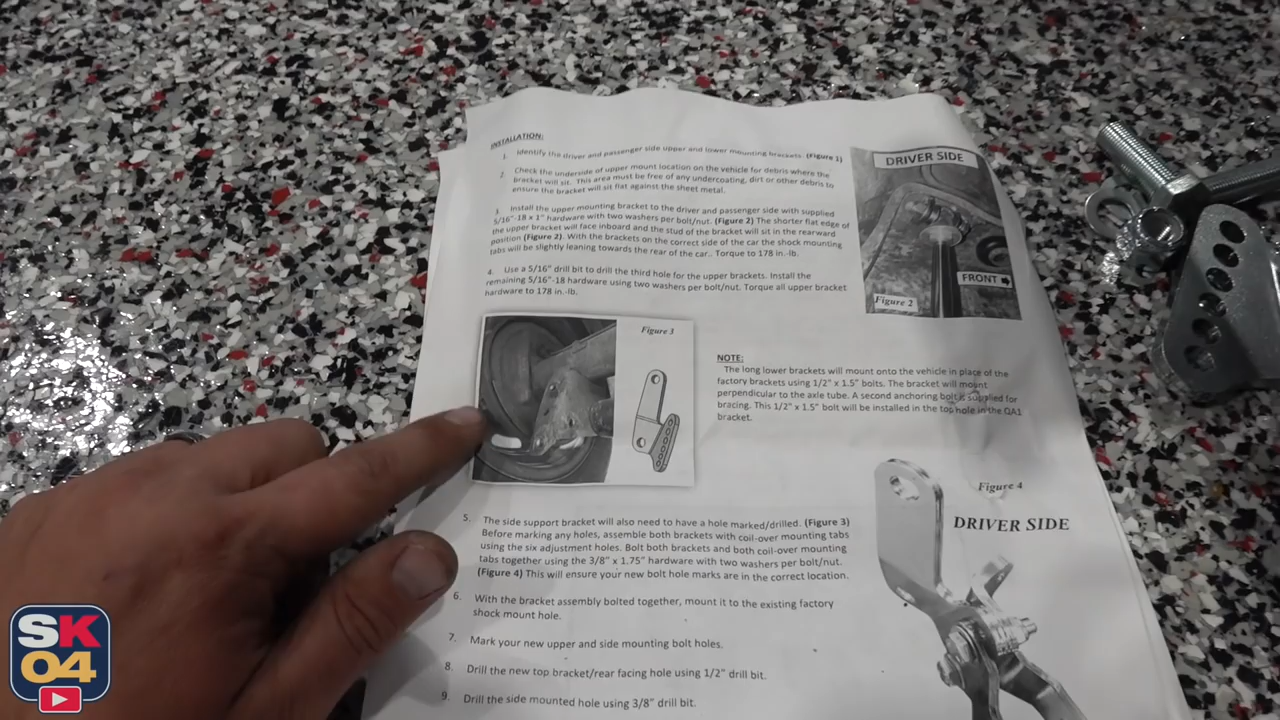 INSTALLATION:
1. Identify the driver and passenger side upper and lower mounting brackets. (Figure 1)
2. Check the underside of upper mount location on the vehicle for debris where the
bracket will sit. This area must be free of any undercoating, dirt or other debris to
ensure the bracket will sit flat against the sheet metal.
3. Install the upper mounting bracket to the driver and passenger side with supplied
5/16"-18 x 1" hardware with two washers per bolt/nut. (Figure 2) The shorter flat edge of
the upper bracket will face inboard and the stud of the bracket will sit in the rearward
position (Figure 2). With the brackets on the correct side of the car the shock mounting
tabs will be slightly leaning towards the rear of the car.. Torque to 178 in.-lb.
4. Use a 5/16" drill bit to drill the third hole for the upper brackets. Install the
remaining 5/16"-18 hardware using two washers per bolt/nut. Torque all upper bracket
hardware to 178 in.-lb.
DRIVER SIDE
FRONT
Figure 2
Figure 3
NOTE:
The long lower brackets will mount onto the vehicle in place of the
factory brackets using 1/2" x 1.5" bolts. The bracket will mount
perpendicular to the axle tube. A second anchoring bolt is supplied for
bracing. This 1/2" x 1.5" bolt will be installed in the top hole in the QA1
bracket.
5. The side support bracket will also need to have a hole marked/drilled. (Figure 3)
Before marking any holes, assemble both brackets with coil-over mounting tabs
using the six adjustment holes. Bolt both brackets and both coil-over mounting
tabs together using the 3/8" x 1.75" hardware with two washers per bolt/nut.
(Figure 4) This will ensure your new bolt hole marks are in the correct location.
6. With the bracket assembly bolted together, mount it to the existing factory
shock mount hole.
7. Mark your new upper and side mounting bolt holes.
8. Drill the new top bracket/rear facing hole using 1/2" drill bit.
9. Drill the side mounted hole using 3/8" drill bit.
Figure 4
DRIVER SIDE
SK
04